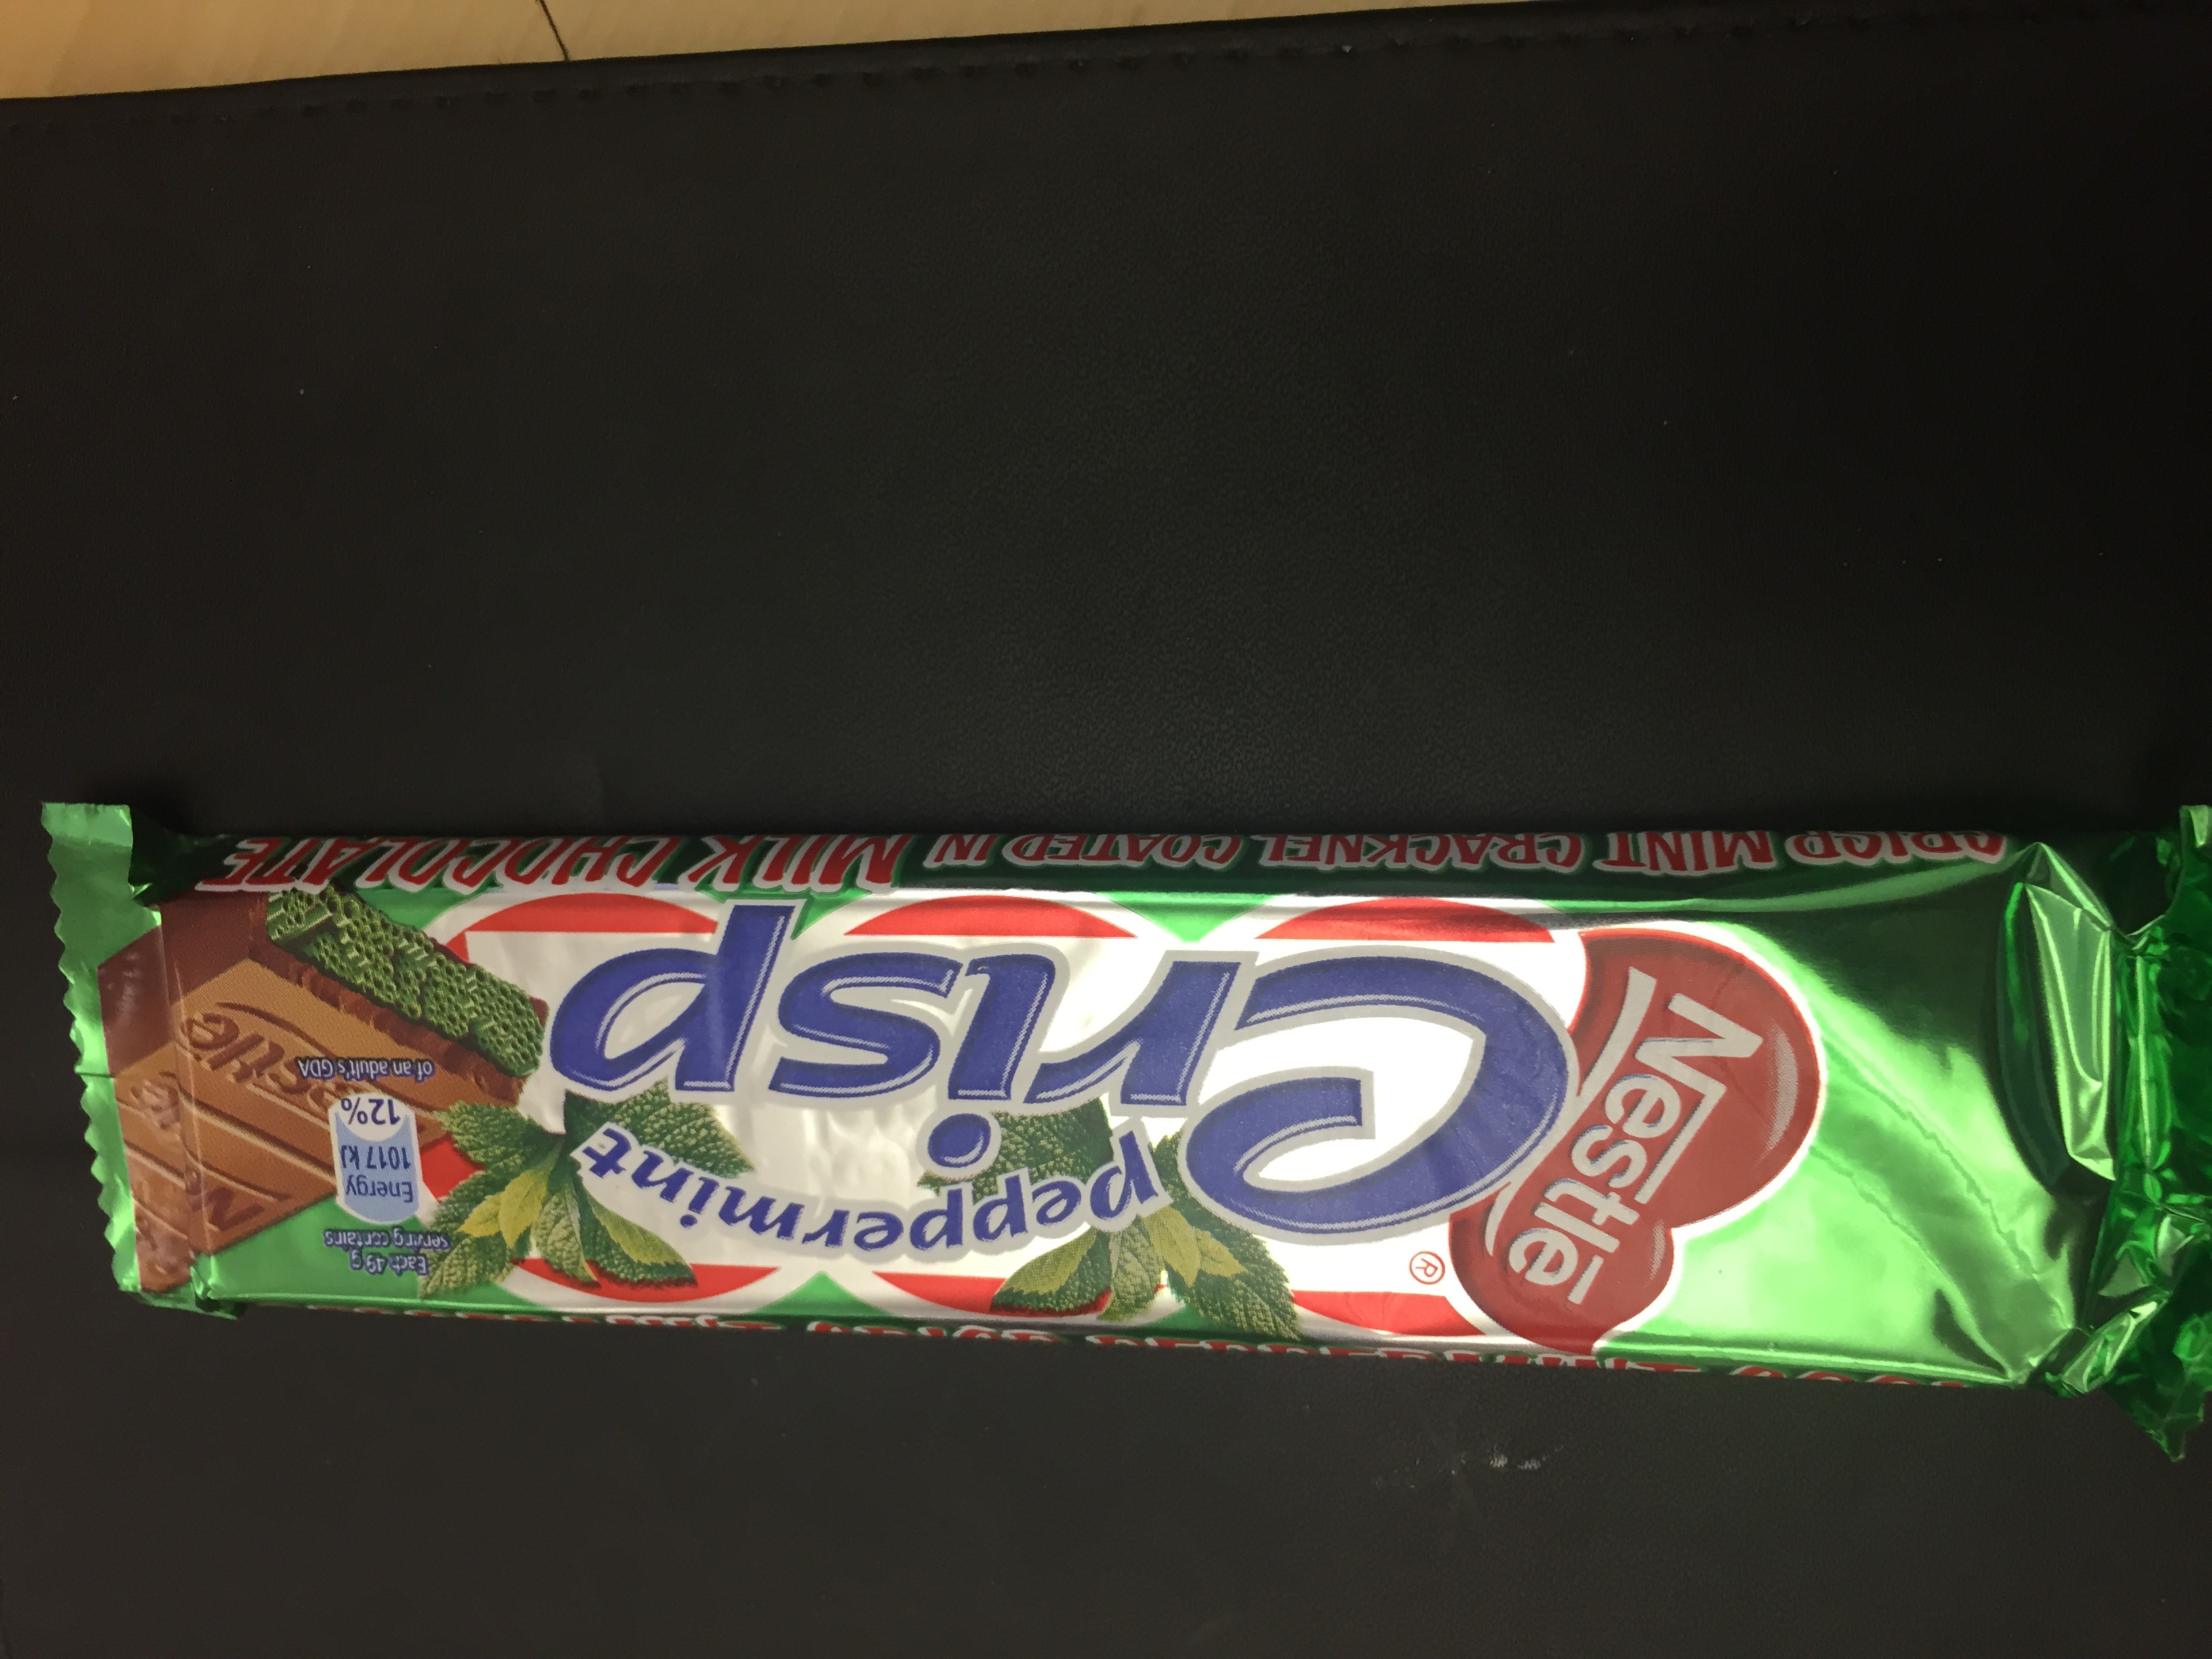 Nestlé
peppermint
Crisp
®
Each 49 g
serving contains
Energy
1017 kJ
12%
of an adult's GDA
Nestle
CRISP MINT CRACKNEL COATED IN MILK CHOCOLATE